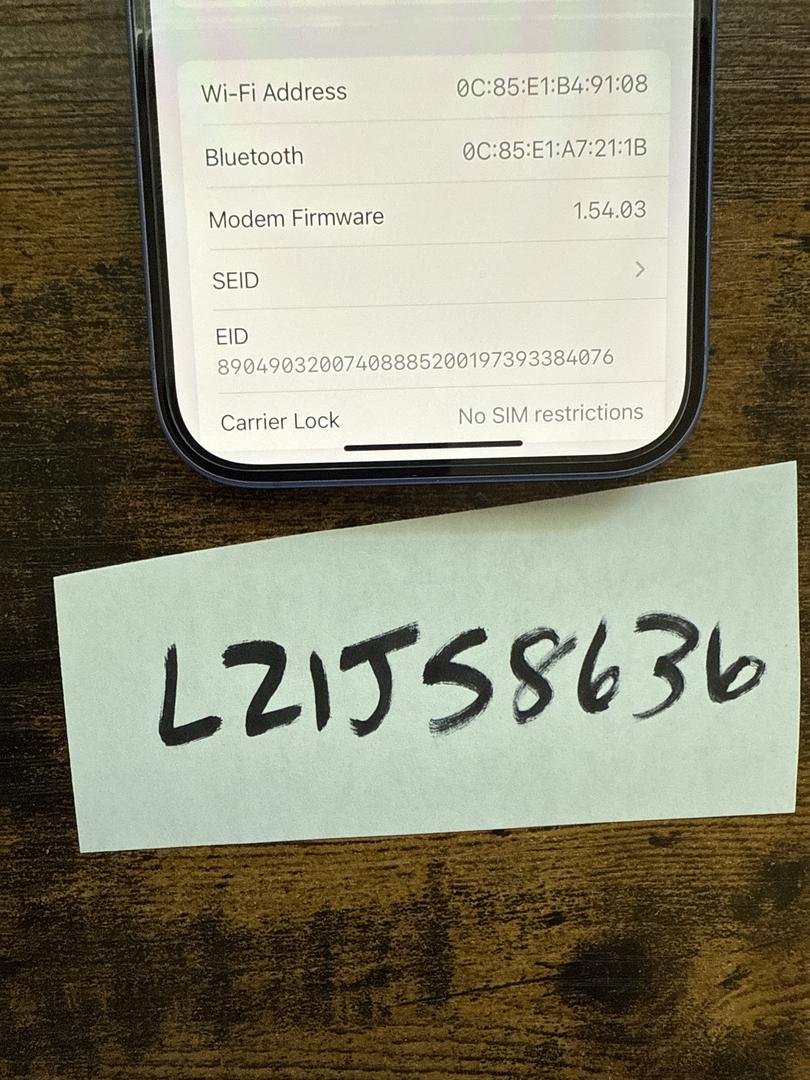 Wi-Fi Address 0C:85:E1:B4:91:08
Bluetooth 0C:85:E1:A7:21:1B
Modem Firmware 1.54.03
SEID
EID
89049032007408885200197393384076
Carrier Lock No SIM restrictions
LZIJS8636